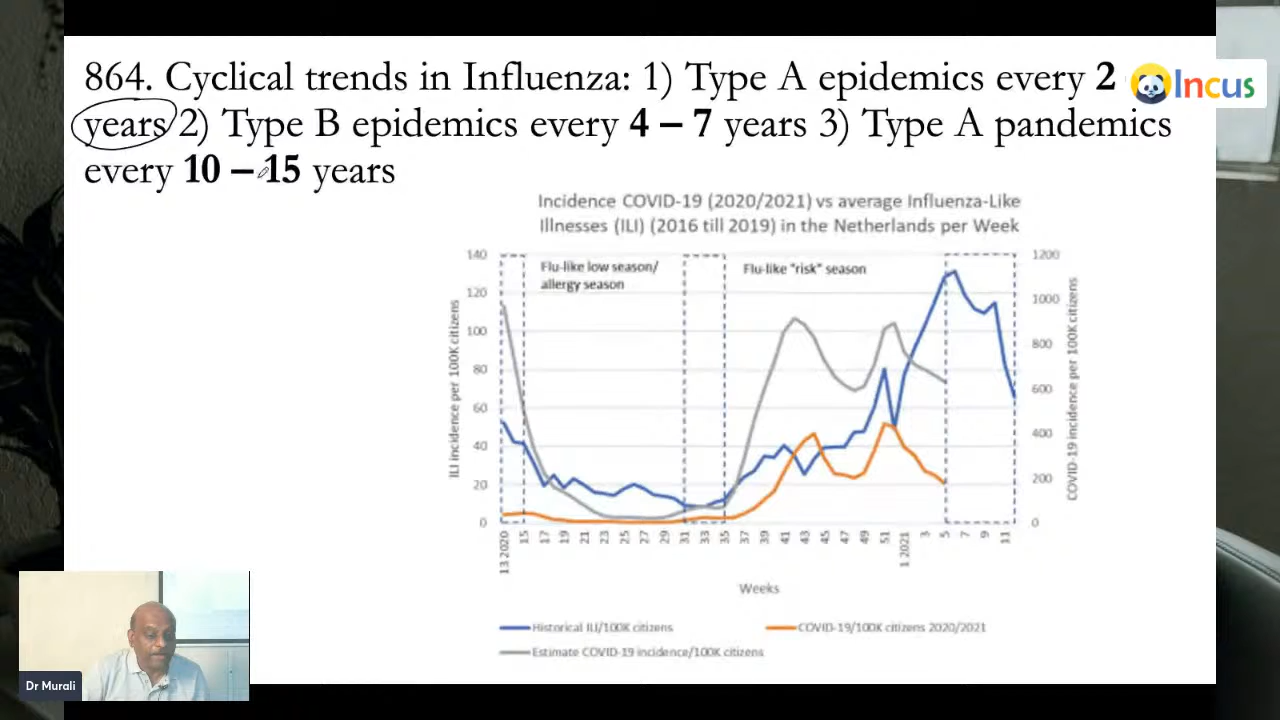 864. Cyclical trends in Influenza: 1) Type A epidemics every 2
years 2) Type B epidemics every 4 – 7 years 3) Type A pandemics
every 10 – 15 years
Incus
Incidence COVID-19 (2020/2021) vs average Influenza-Like
Illnesses (ILI) (2016 till 2019) in the Netherlands per Week
140
120
100
80
60
40
20
0
ILI incidence per 100K citizens
Flu-like low season/
allergy season
Flu-like "risk" season
1200
1000
800
600
400
200
0
COVID-19 incidence per 100K citizens
13 2020
15
17
19
21
23
25
27
29
31
33
35
37
39
41
43
45
47
49
51
1 2021
3
5
7
9
11
Weeks
Historical ILI/100K citizens
COVID-19/100K citizens 2020/2021
Estimate COVID-19 incidence/100K citizens
Dr Murali